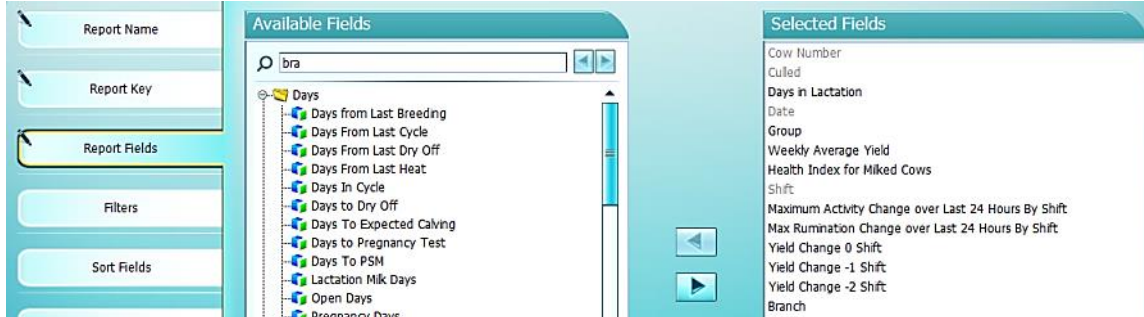 Report Name
Report Key
Report Fields
Filters
Sort Fields
Available Fields
bra
Days
Days from Last Breeding
Days From Last Cycle
Days From Last Dry Off
Days From Last Heat
Days In Cycle
Days to Dry Off
Days To Expected Calving
Days to Pregnancy Test
Days To PSM
Lactation Milk Days
Open Days
Pregnancy Days
Selected Fields
Cow Number
Culled
Days in Lactation
Date
Group
Weekly Average Yield
Health Index for Milked Cows
Shift
Maximum Activity Change over Last 24 Hours By Shift
Max Rumination Change over Last 24 Hours By Shift
Yield Change 0 Shift
Yield Change -1 Shift
Yield Change -2 Shift
Branch